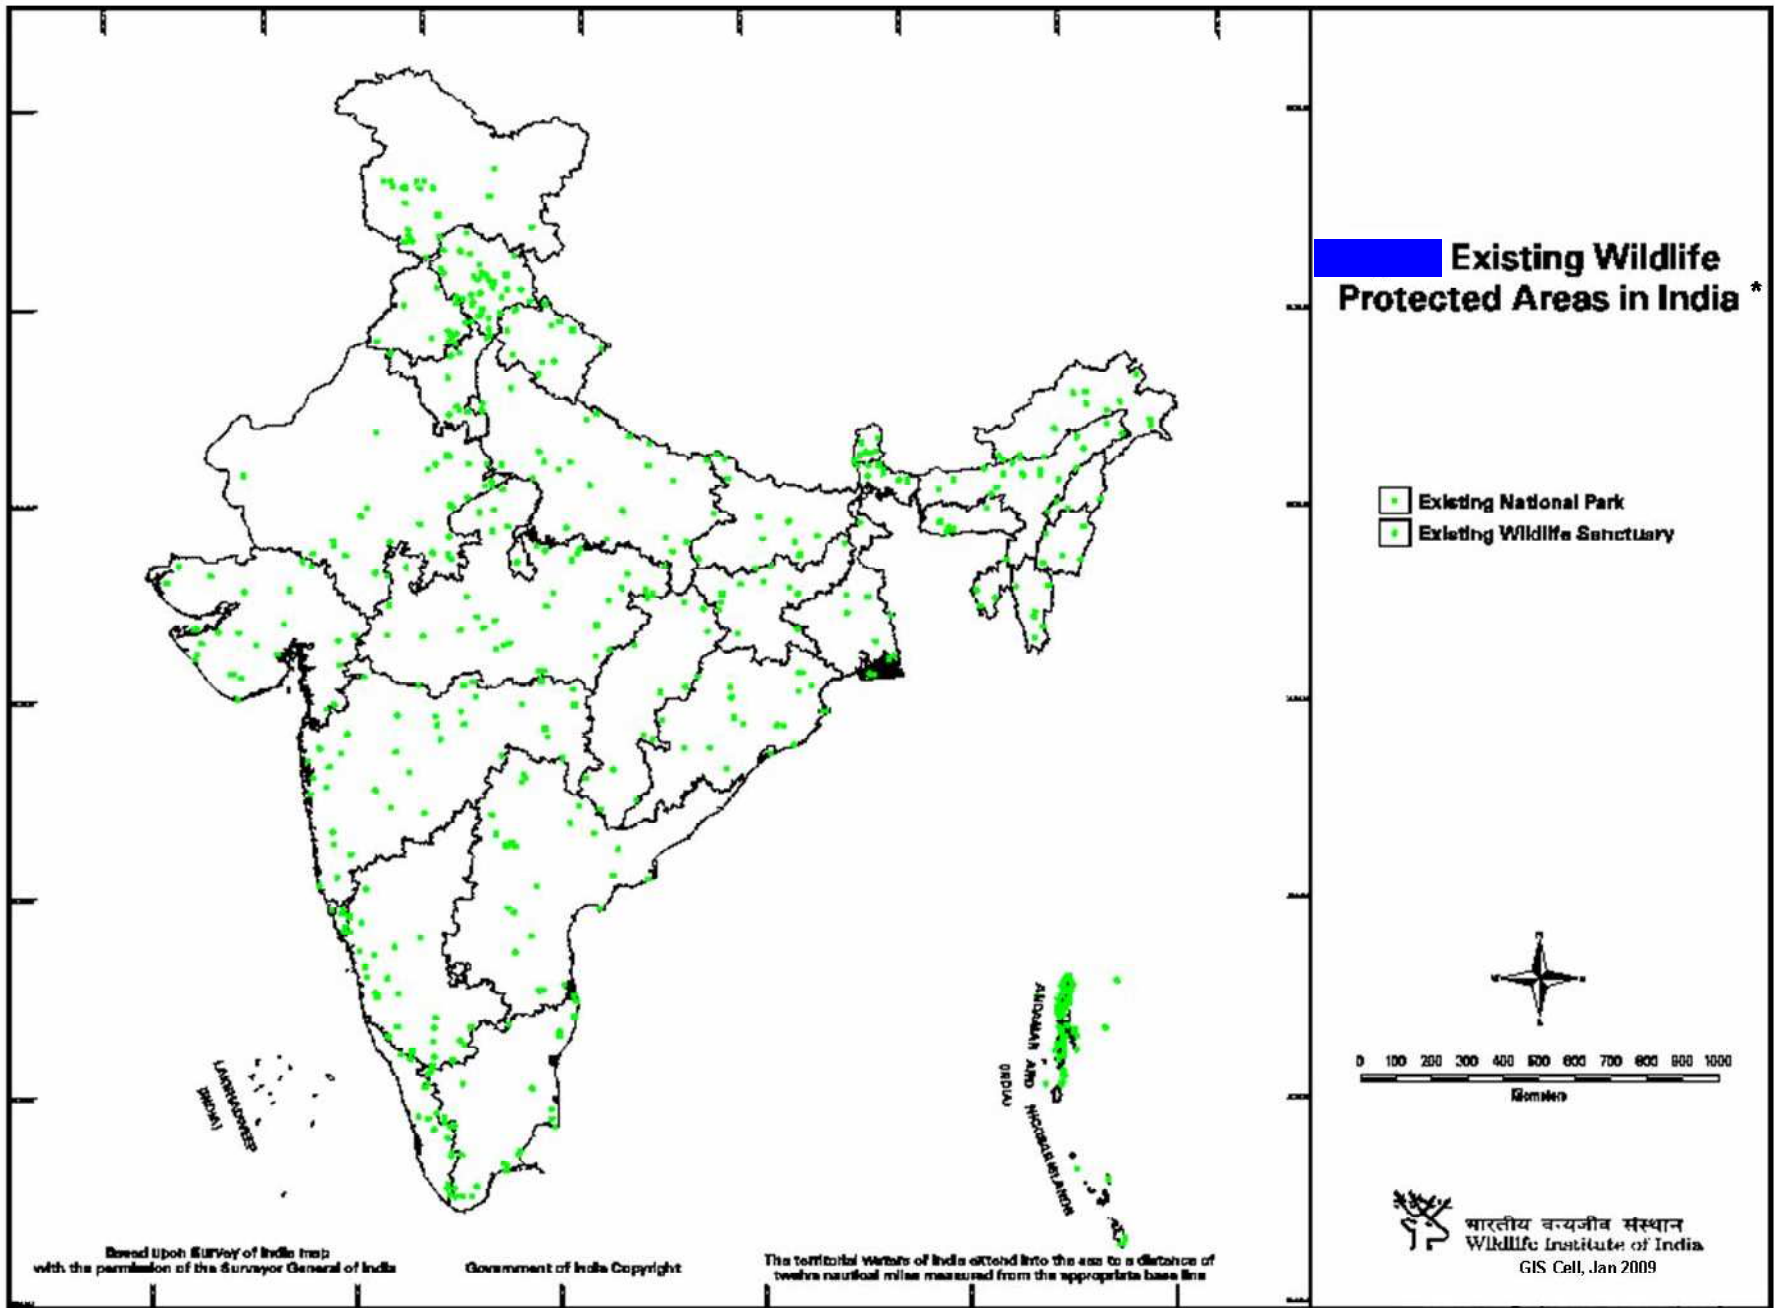 Existing Wildlife
Protected Areas in India *
Existing National Park
Existing Wildlife Sanctuary
ANDAMAN AND
NICOBAR ISLANDS
(INDIA)
LAKSHADWEEP
(INDIA)
0 100 200 300 400 500 600 700 800 900 1000
Kilometers
भारतीय वन्यजीव संस्थान
Wildlife Institute of India
GIS Cell, Jan 2009
Based upon Survey of India map
with the permission of the Surveyor General of India
Government of India Copyright
The territorial waters of India extend into the sea to a distance of
twelve nautical miles measured from the appropriate base line